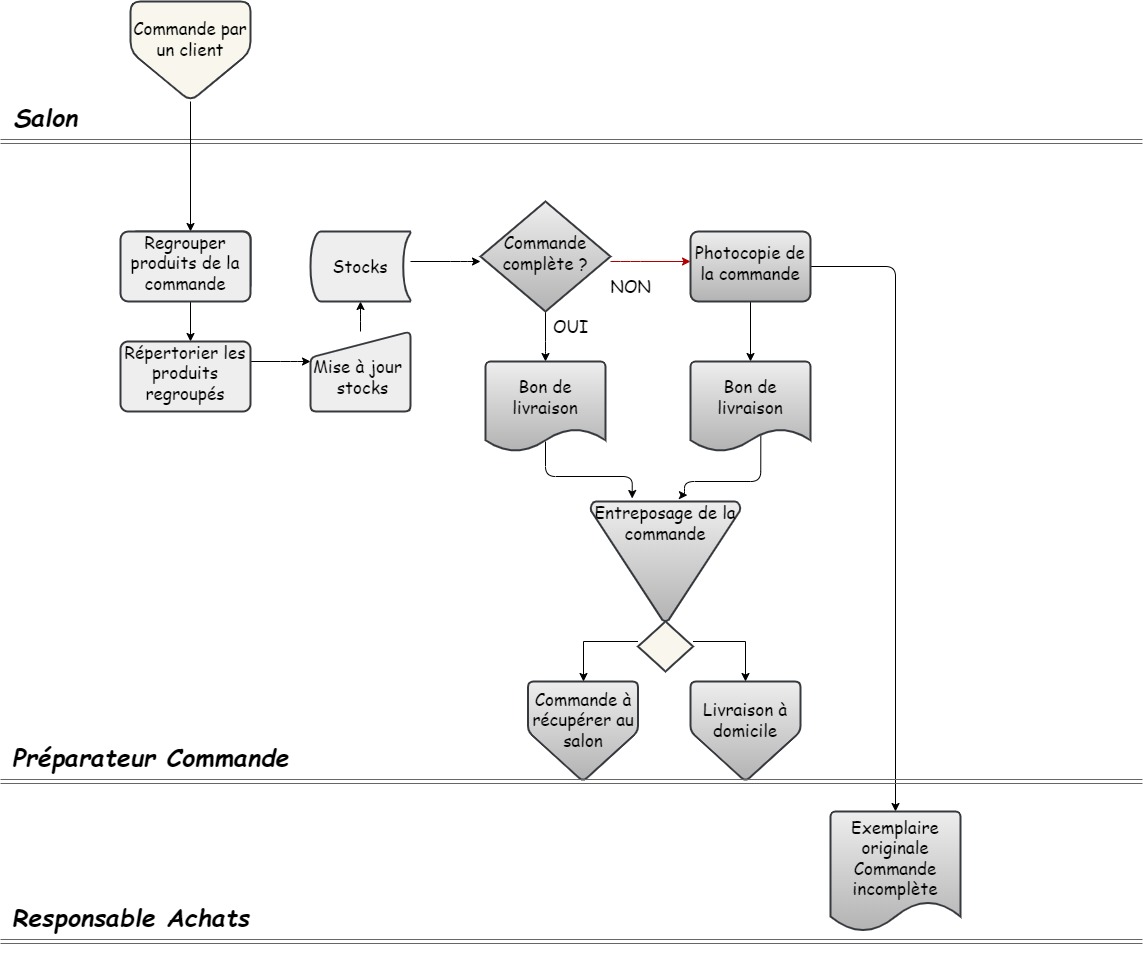 Commande par
un client
Salon
Regrouper
produits de la
commande
Stocks
Commande
complète ?
NON
Photocopie de
la commande
OUI
Répertorier les
produits
regroupés
Mise à jour
stocks
Bon de
livraison
Bon de
livraison
Entreposage de la
commande
Commande à
récupérer au
salon
Livraison à
domicile
Préparateur Commande
Exemplaire
originale
Commande
incomplète
Responsable Achats